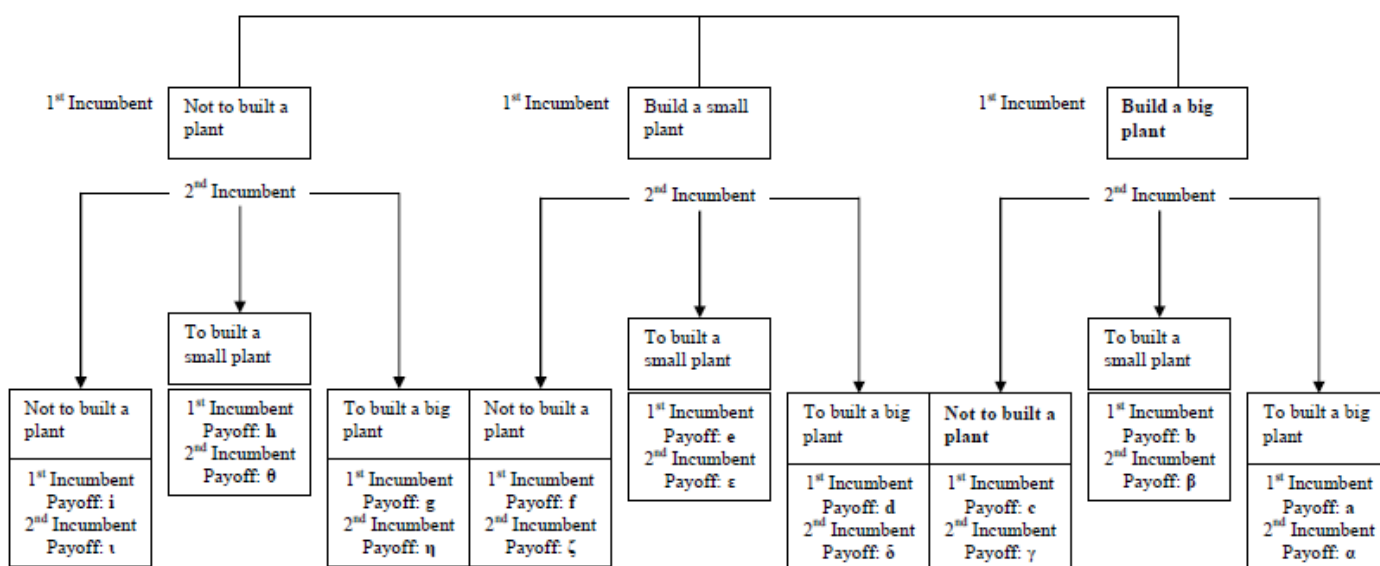 1st Incumbent
Not to built a
plant
1st Incumbent
Build a small
plant
1st Incumbent
Build a big
plant
2nd Incumbent
2nd Incumbent
2nd Incumbent
To built a
small plant
1st Incumbent
Payoff: h
2nd Incumbent
Payoff: θ
To built a
small plant
1st Incumbent
Payoff: e
2nd Incumbent
Payoff: ε
To built a
small plant
1st Incumbent
Payoff: b
2nd Incumbent
Payoff: β
Not to built a
plant
1st Incumbent
Payoff: i
2nd Incumbent
Payoff: ι
To built a big
plant
1st Incumbent
Payoff: g
2nd Incumbent
Payoff: η
Not to built a
plant
1st Incumbent
Payoff: f
2nd Incumbent
Payoff: ζ
To built a big
plant
1st Incumbent
Payoff: d
2nd Incumbent
Payoff: δ
Not to built a
plant
1st Incumbent
Payoff: c
2nd Incumbent
Payoff: γ
To built a big
plant
1st Incumbent
Payoff: a
2nd Incumbent
Payoff: α